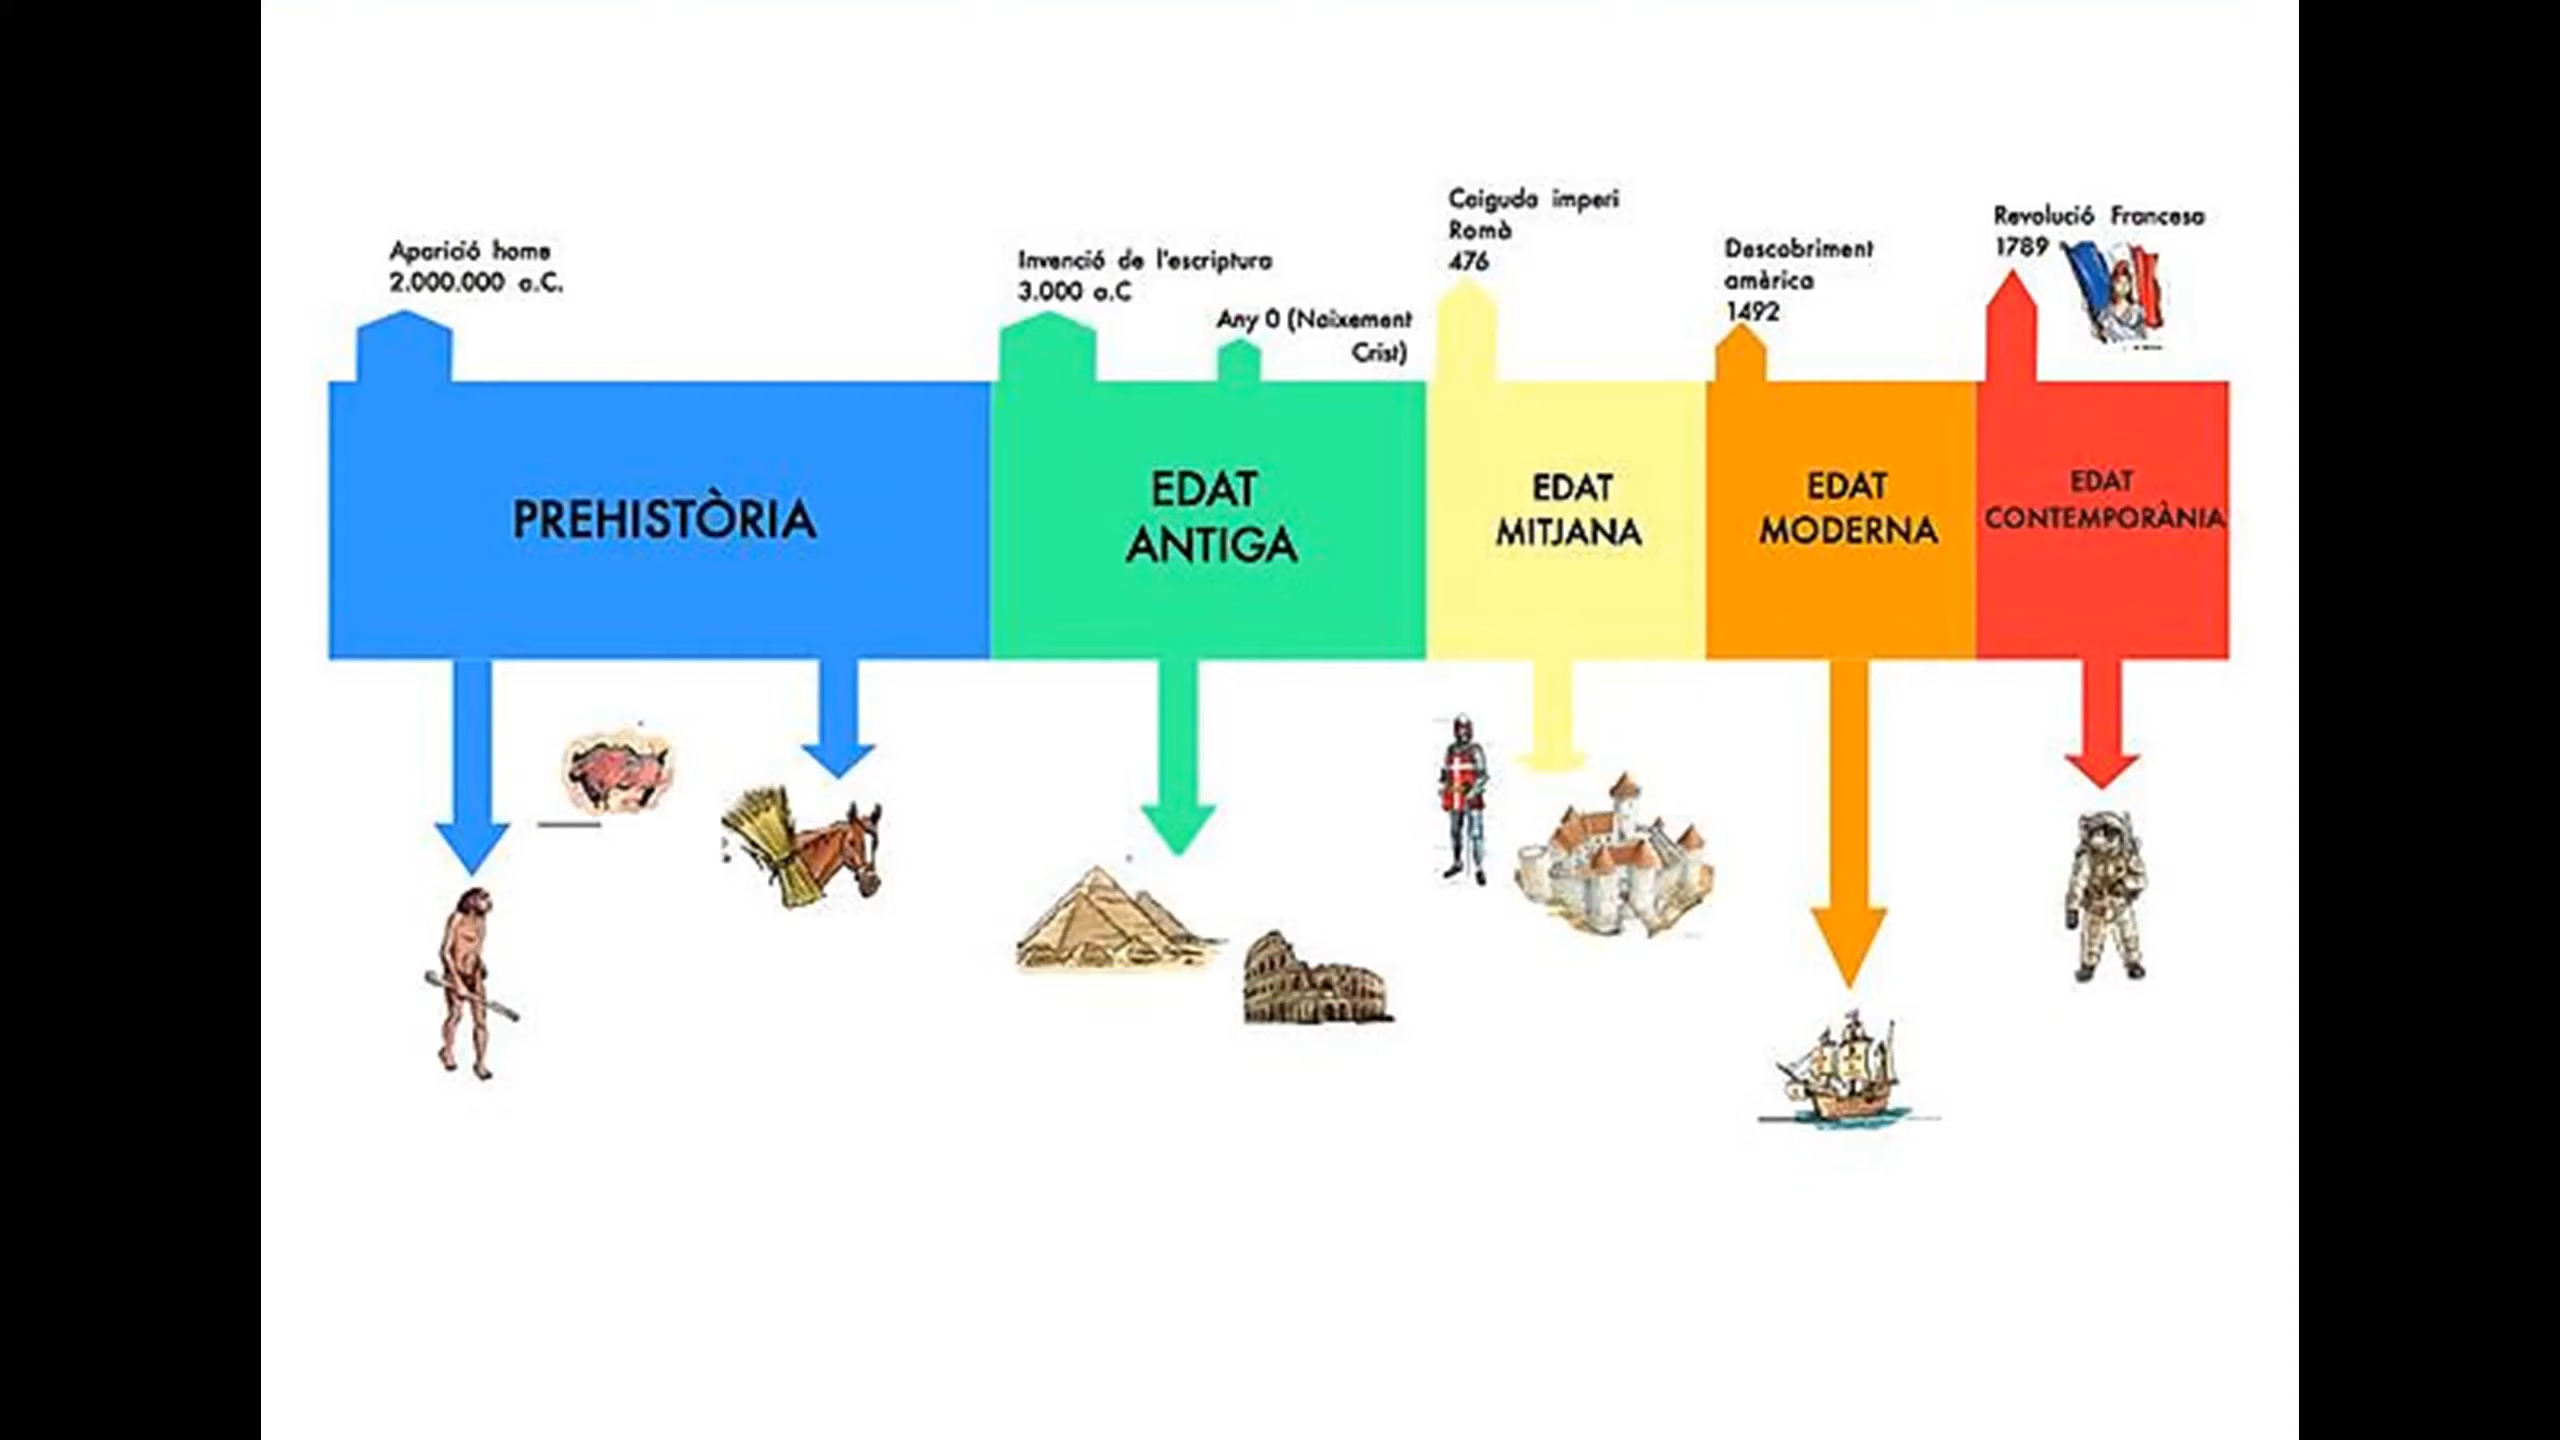 Aparició home
2.000.000 a.C.
Invenció de l'escriptura
3.000 a.C
Any 0 (Naixement
Crist)
Caiguda imperi
Romà
476
Descobriment
amèrica
1492
Revolució Francesa
1789
PREHISTÒRIA
EDAT
ANTIGA
EDAT
MITJANA
EDAT
MODERNA
EDAT
CONTEMPORÀNIA